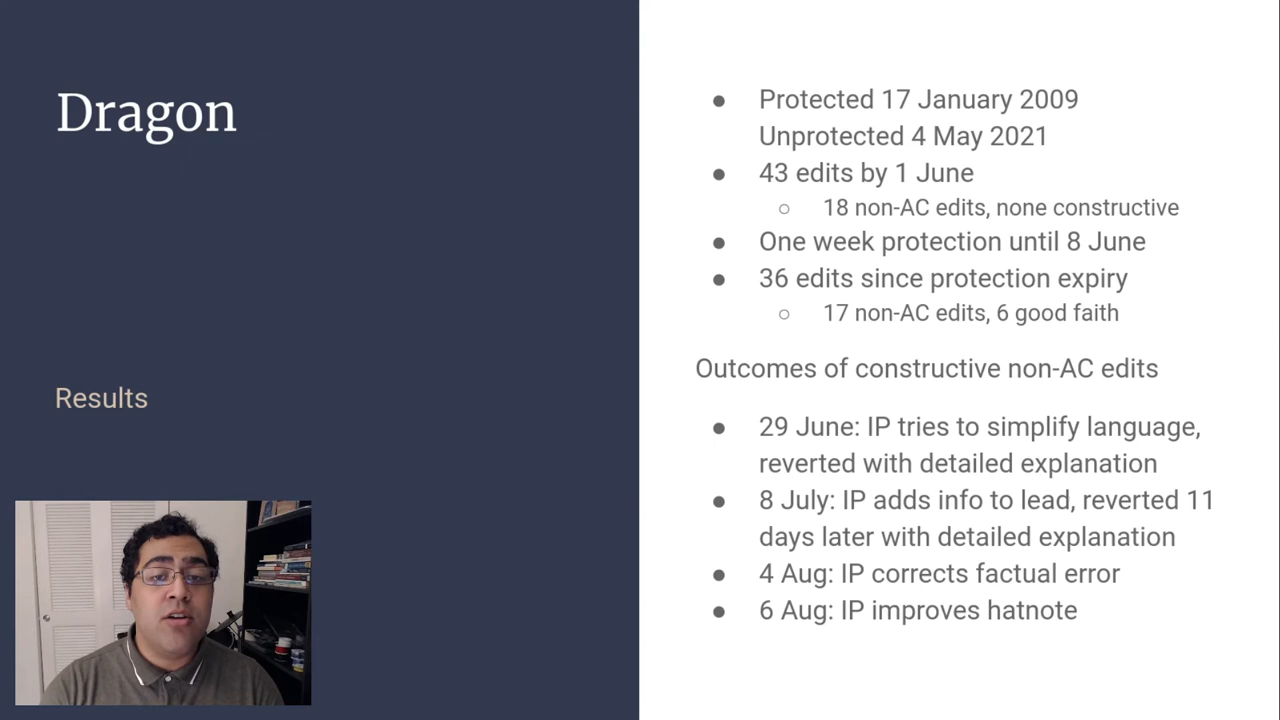 Dragon
Results
● Protected 17 January 2009
Unprotected 4 May 2021
● 43 edits by 1 June
○ 18 non-AC edits, none constructive
● One week protection until 8 June
● 36 edits since protection expiry
○ 17 non-AC edits, 6 good faith
Outcomes of constructive non-AC edits
● 29 June: IP tries to simplify language,
reverted with detailed explanation
● 8 July: IP adds info to lead, reverted 11
days later with detailed explanation
● 4 Aug: IP corrects factual error
● 6 Aug: IP improves hatnote